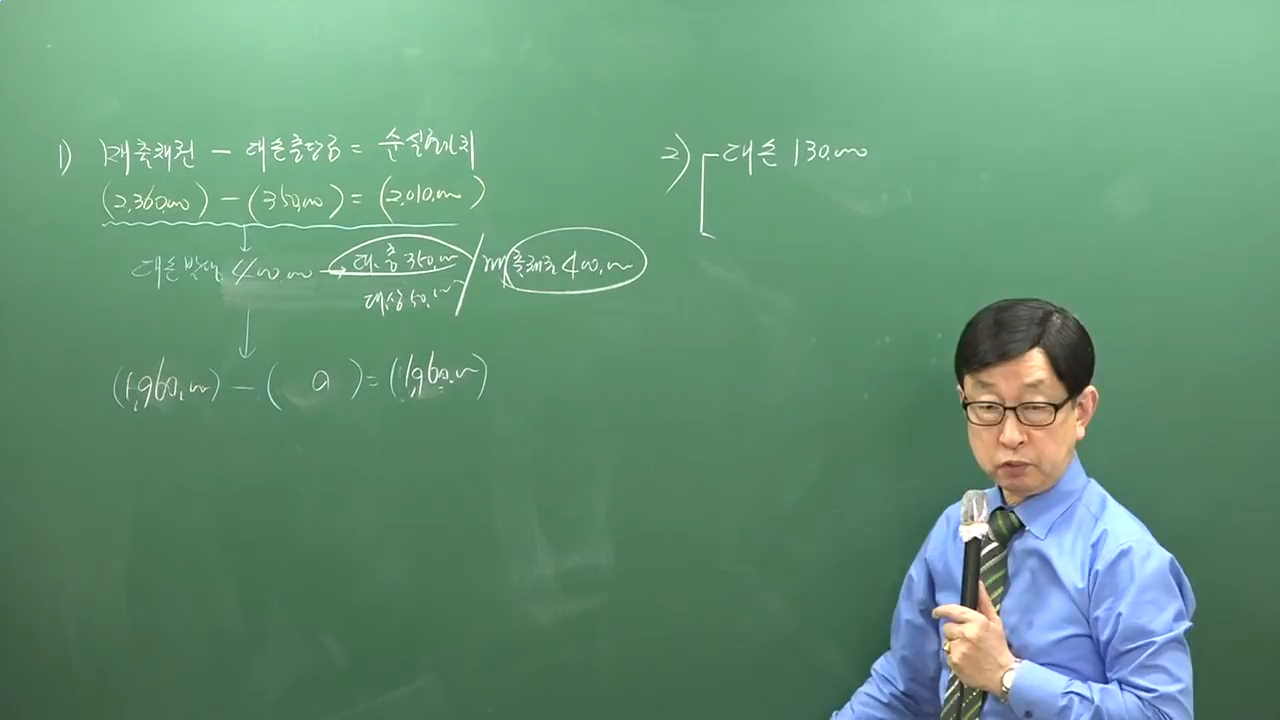 1) 매출채권 - 대손충당금 = 순실현가치
(2,360,000) - (350,000) = (2,010,000)
대손발생 400,000 → 대.충 350,000 / 매출채권 400,000
대.상 50,000
(1,960,000) - ( 0 ) = (1,960,000)
2) 대손 130,000